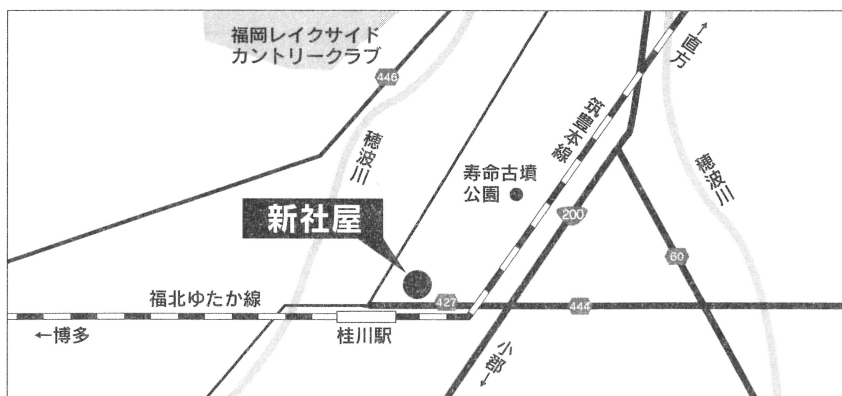 福岡レイクサイド
カントリークラブ
446
↑直方
筑豊本線
穂波川
寿命古墳
公園
穂波川
新社屋
200
60
福北ゆたか線
427
444
←博多
桂川駅
小郡→